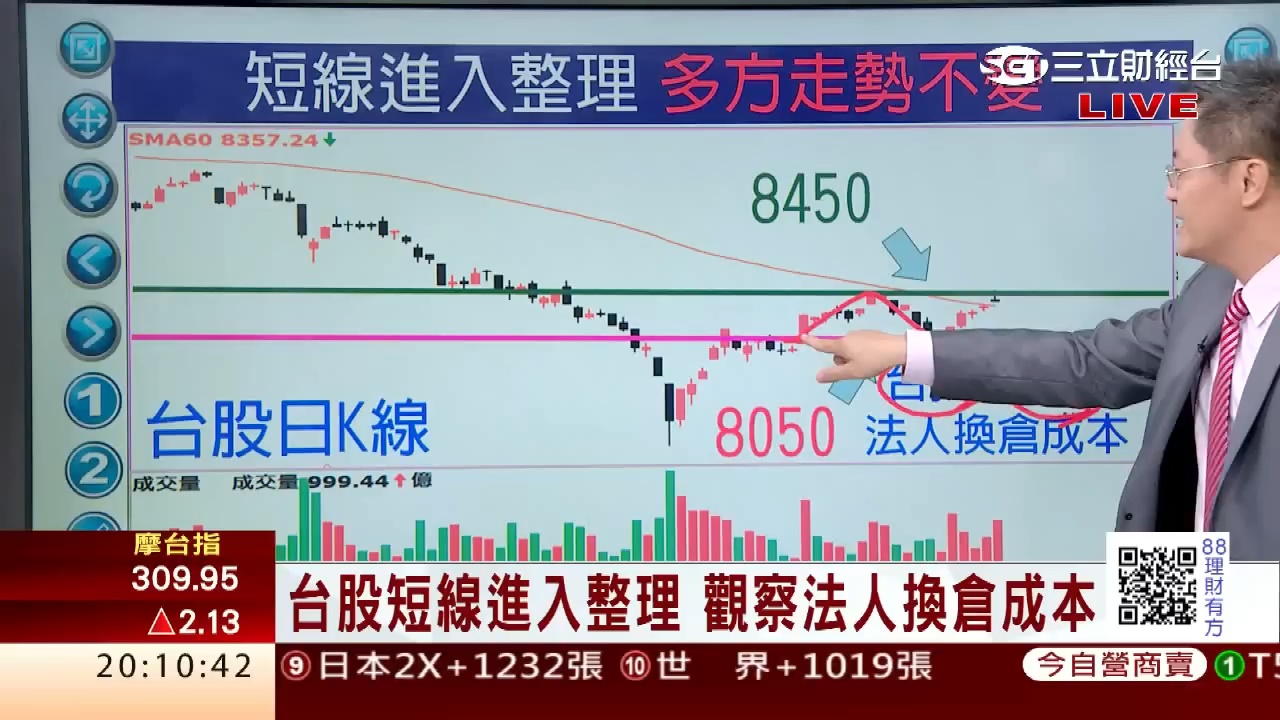 短線進入整理 多方走勢不變
三立財經台
LIVE
SMA60 8357.24
8450
台股日K線
8050
法人換倉成本
成交量 成交量 999.44 億
1
2
摩台指
309.95
△2.13
20:10:42
台股短線進入整理 觀察法人換倉成本
88理財有方
⑨日本2X+1232張 ⑩世 界+1019張
今自營商賣 ①T5